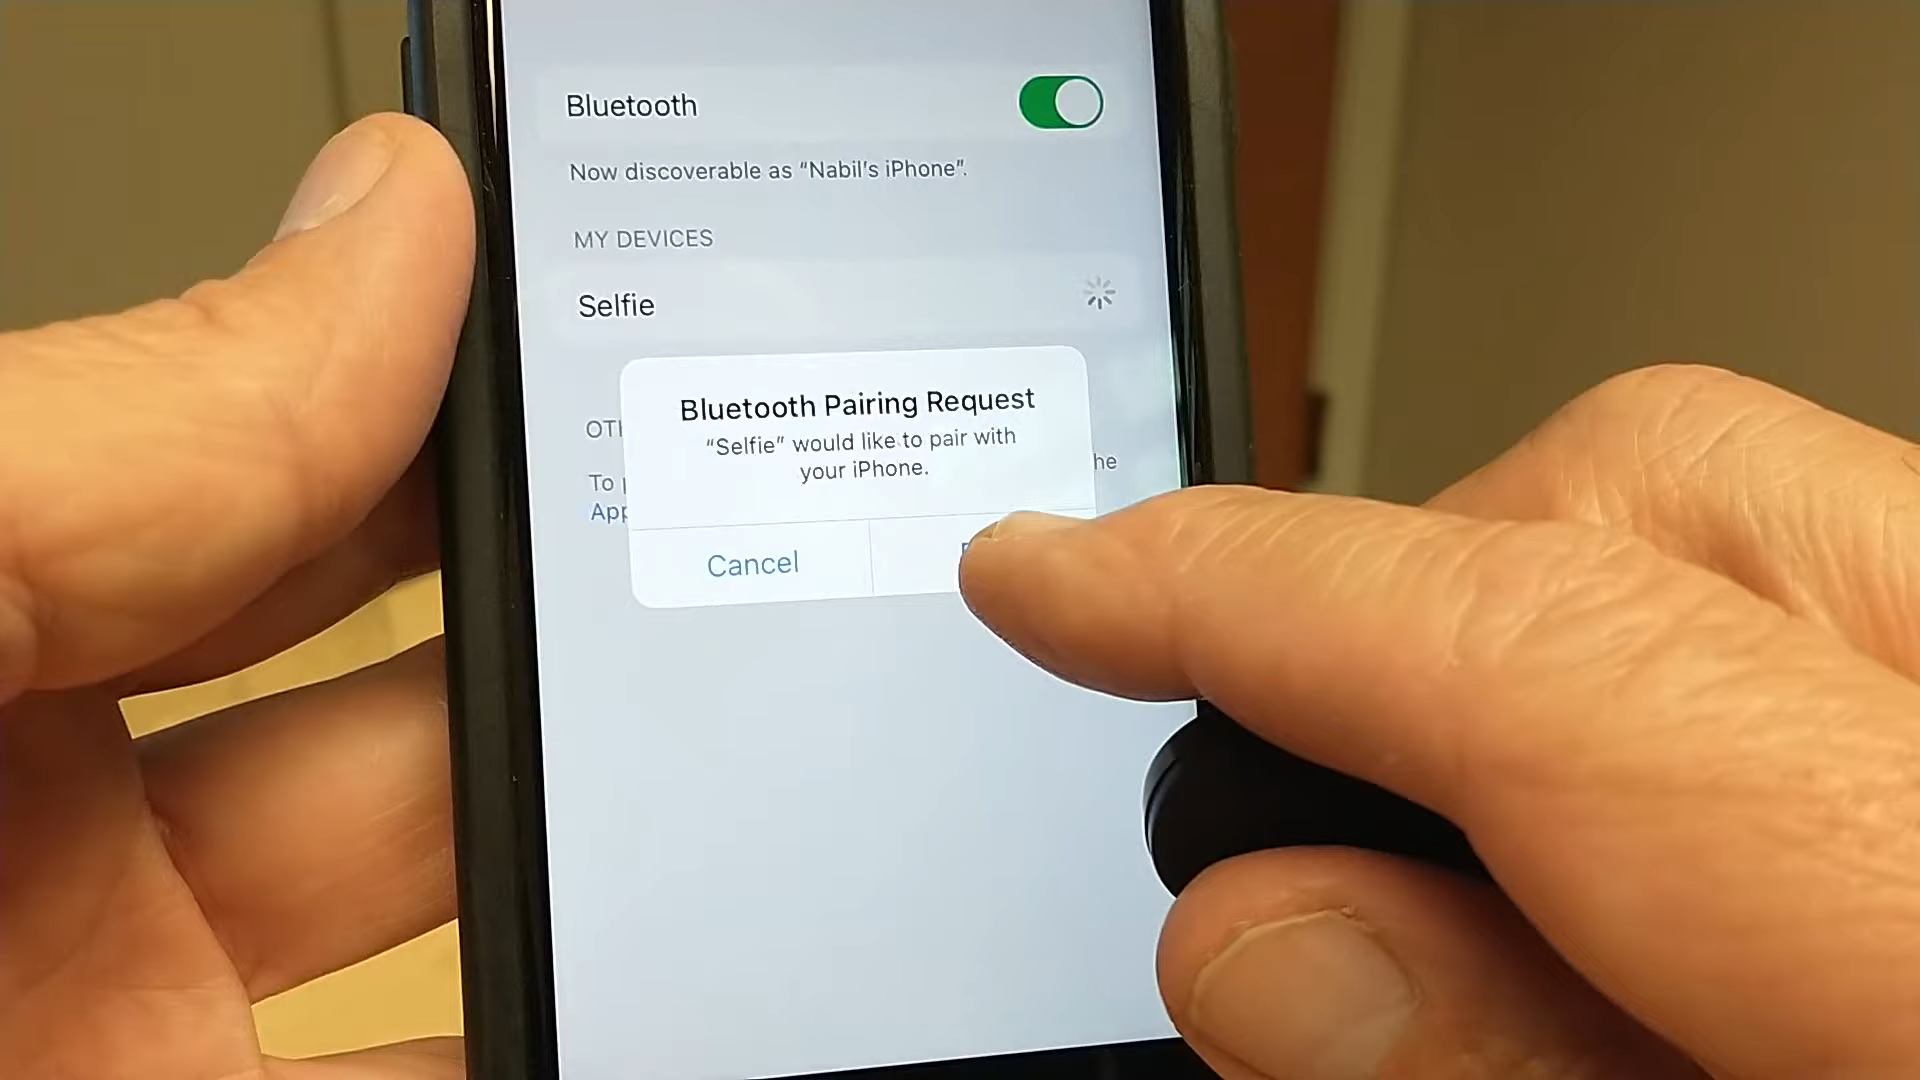 Bluetooth
Now discoverable as “Nabil's iPhone”.
MY DEVICES
Selfie
Bluetooth Pairing Request
“Selfie” would like to pair with
your iPhone.
To
Cancel